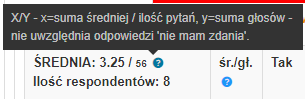 X/Y - x=suma średniej / ilość pytań, y=suma głosów -
nie uwzględnia odpowiedzi 'nie mam zdania'.
ŚREDNIA: 3.25 / 56 ?
śr./gł. ?
Tak
Ilość respondentów: 8